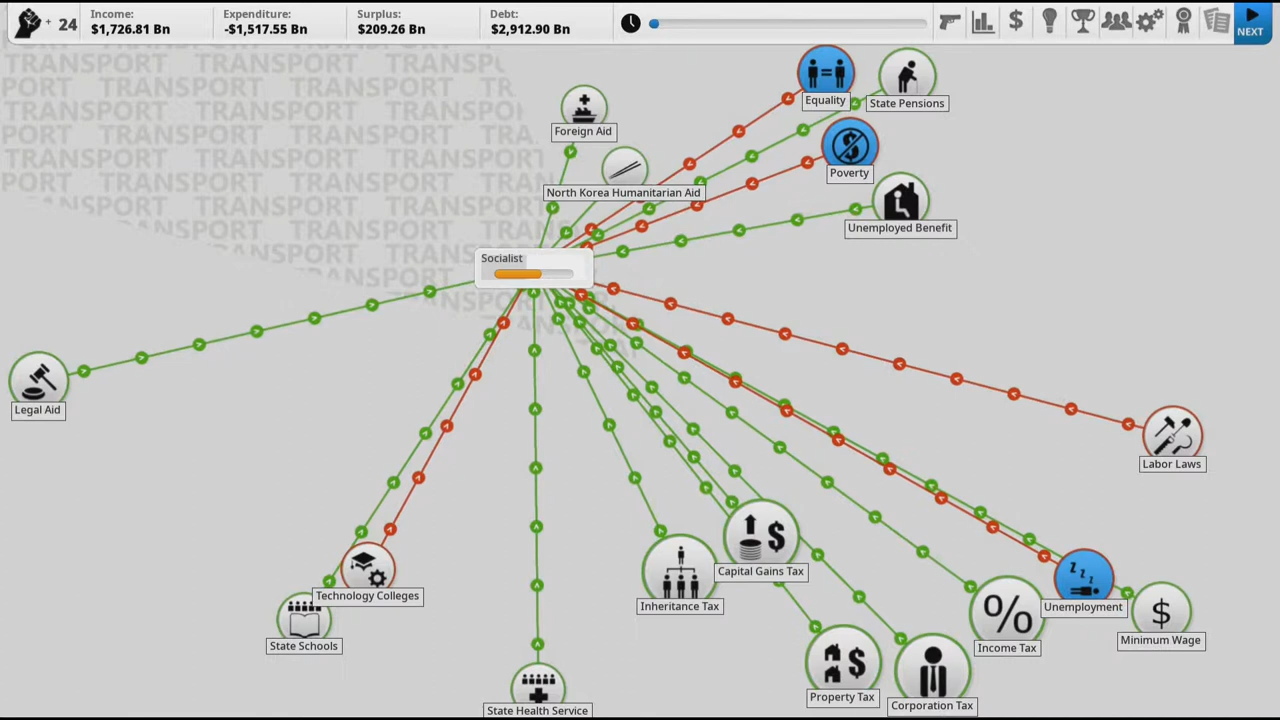 + 24
Income:
$1,726.81 Bn
Expenditure:
-$1,517.55 Bn
Surplus:
$209.26 Bn
Debt:
$2,912.90 Bn
NEXT
TRANSPORT
Equality
State Pensions
Foreign Aid
Poverty
North Korea Humanitarian Aid
Unemployed Benefit
Socialist
Legal Aid
Labor Laws
Capital Gains Tax
Technology Colleges
Inheritance Tax
Unemployment
Minimum Wage
State Schools
Income Tax
Property Tax
Corporation Tax
State Health Service